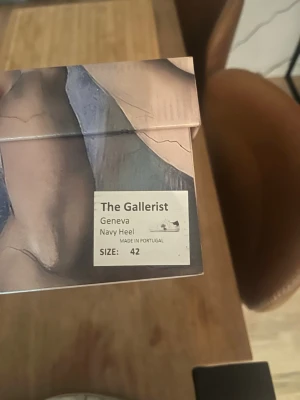 The Gallerist
Geneva
Navy Heel
MADE IN PORTUGAL
SIZE: 42